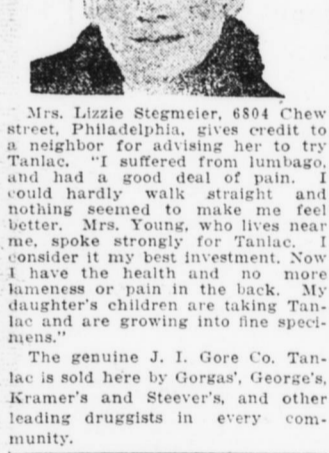 Mrs. Lizzie Stegmeier, 6804 Chew
street, Philadelphia, gives credit to
a neighbor for advising her to try
Tanlac. "I suffered from lumbago,
and had a good deal of pain. I
could hardly walk straight and
nothing seemed to make me feel
better. Mrs. Young, who lives near
me, spoke strongly for Tanlac. I
consider it my best investment. Now
I have the health and no more
lameness or pain in the back. My
daughter's children are taking Tan-
lac and are growing into fine speci-
mens."
The genuine J. I. Gore Co. Tan-
lac is sold here by Gorgas', George's,
Kramer's and Steever's, and other
leading druggists in every com-
munity.